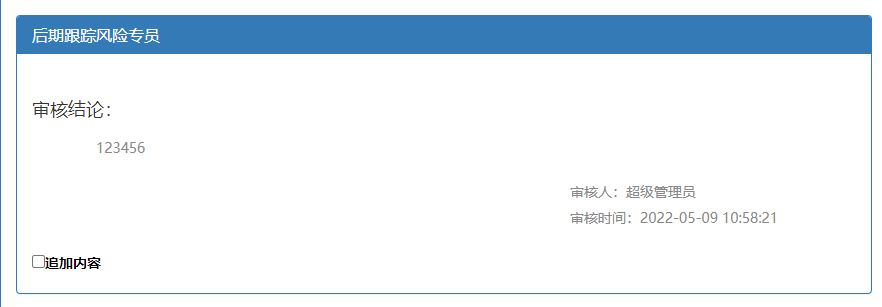 后期跟踪风险专员
审核结论：
123456
审核人：超级管理员
审核时间：2022-05-09 10:58:21
追加内容